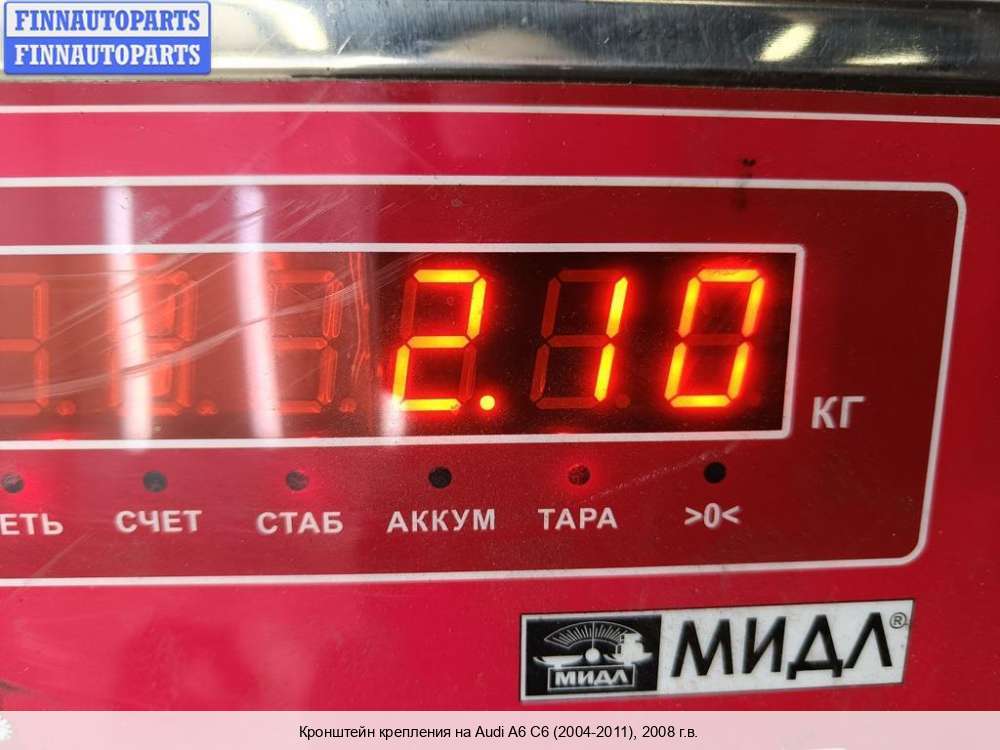 FINNAUTOPARTS
FINNAUTOPARTS
2.10
КГ
ЕТЬ СЧЕТ СТАБ АККУМ ТАРА >0<
МИДЛ МИДЛ®
Кронштейн крепления на Audi A6 C6 (2004-2011), 2008 г.в.